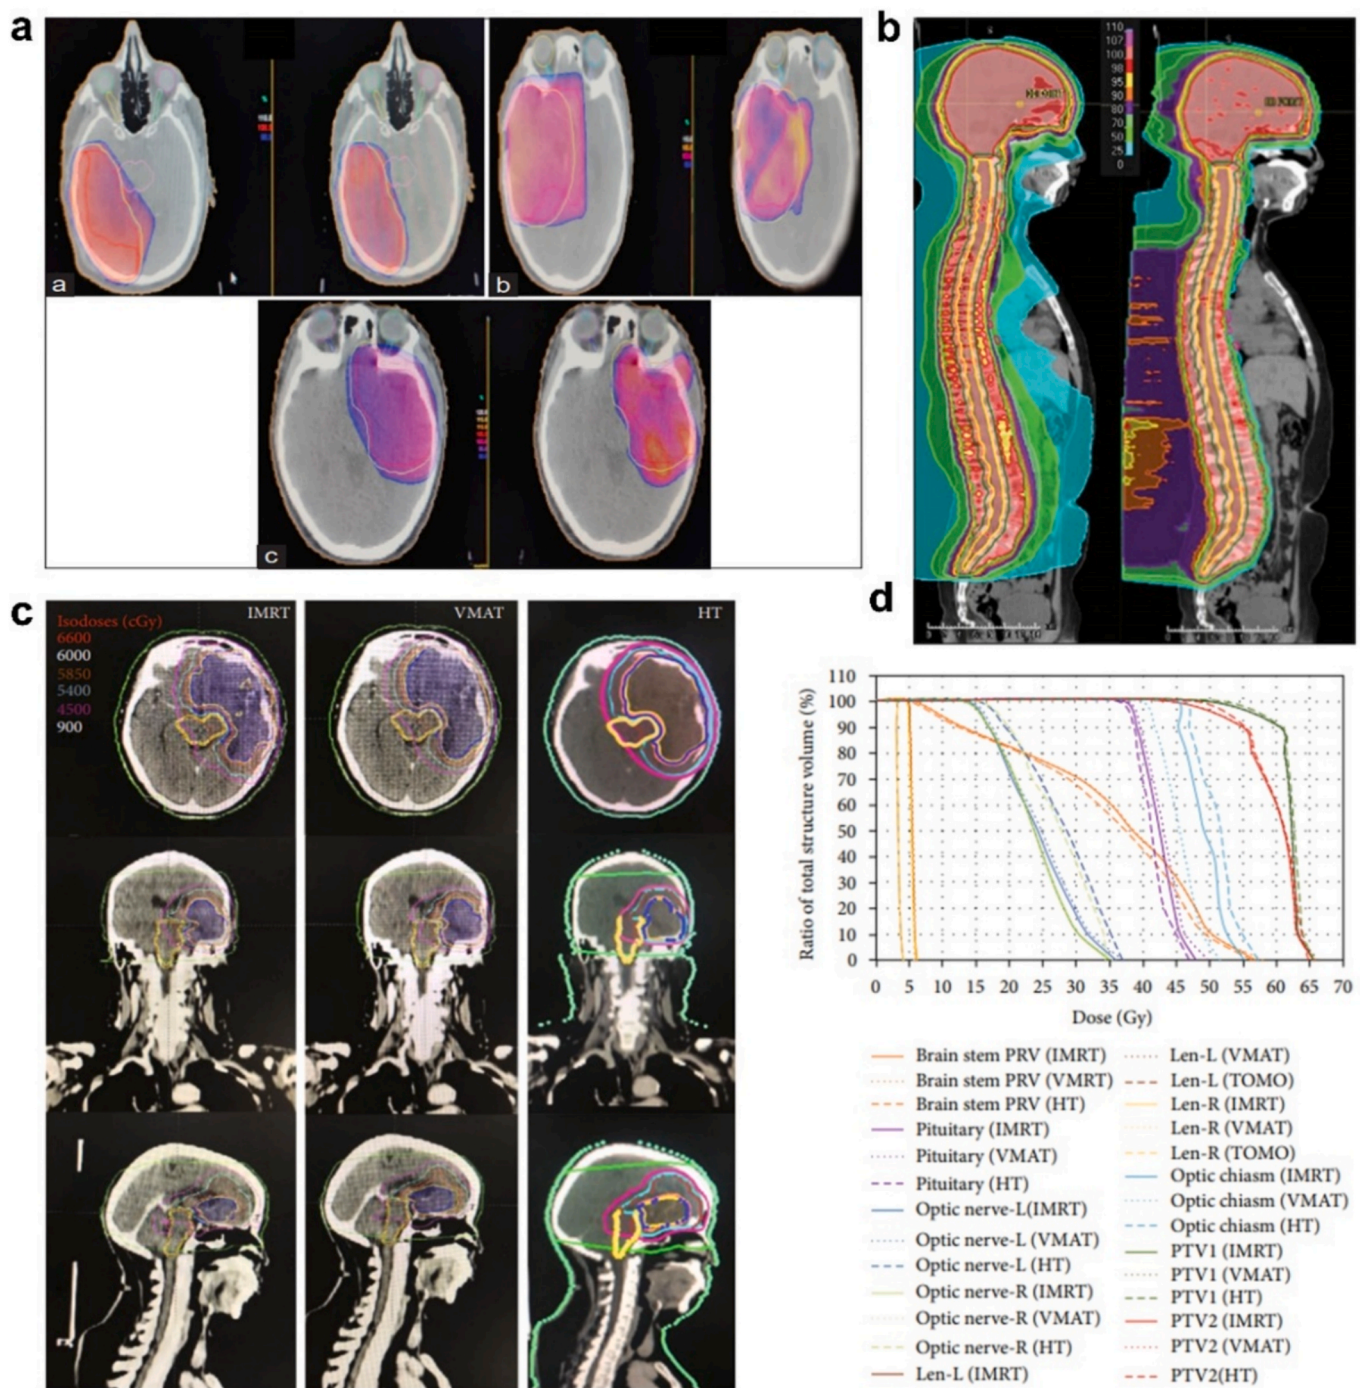 a
b
a
b
c
110
107
100
98
95
90
80
70
50
25
0
c
IMRT
VMAT
HT
Isodoses (cGy)
6600
6000
5850
5400
4500
900
d
Ratio of total structure volume (%)
110
100
90
80
70
60
50
40
30
20
10
0
0 5 10 15 20 25 30 35 40 45 50 55 60 65 70
Dose (Gy)
Brain stem PRV (IMRT)
Brain stem PRV (VMRT)
Brain stem PRV (HT)
Pituitary (IMRT)
Pituitary (VMAT)
Pituitary (HT)
Optic nerve-L(IMRT)
Optic nerve-L (VMAT)
Optic nerve-L (HT)
Optic nerve-R (IMRT)
Optic nerve-R (VMAT)
Optic nerve-R (HT)
Len-L (IMRT)
Len-L (VMAT)
Len-L (TOMO)
Len-R (IMRT)
Len-R (VMAT)
Len-R (TOMO)
Optic chiasm (IMRT)
Optic chiasm (VMAT)
Optic chiasm (HT)
PTV1 (IMRT)
PTV1 (VMAT)
PTV1 (HT)
PTV2 (IMRT)
PTV2 (VMAT)
PTV2(HT)